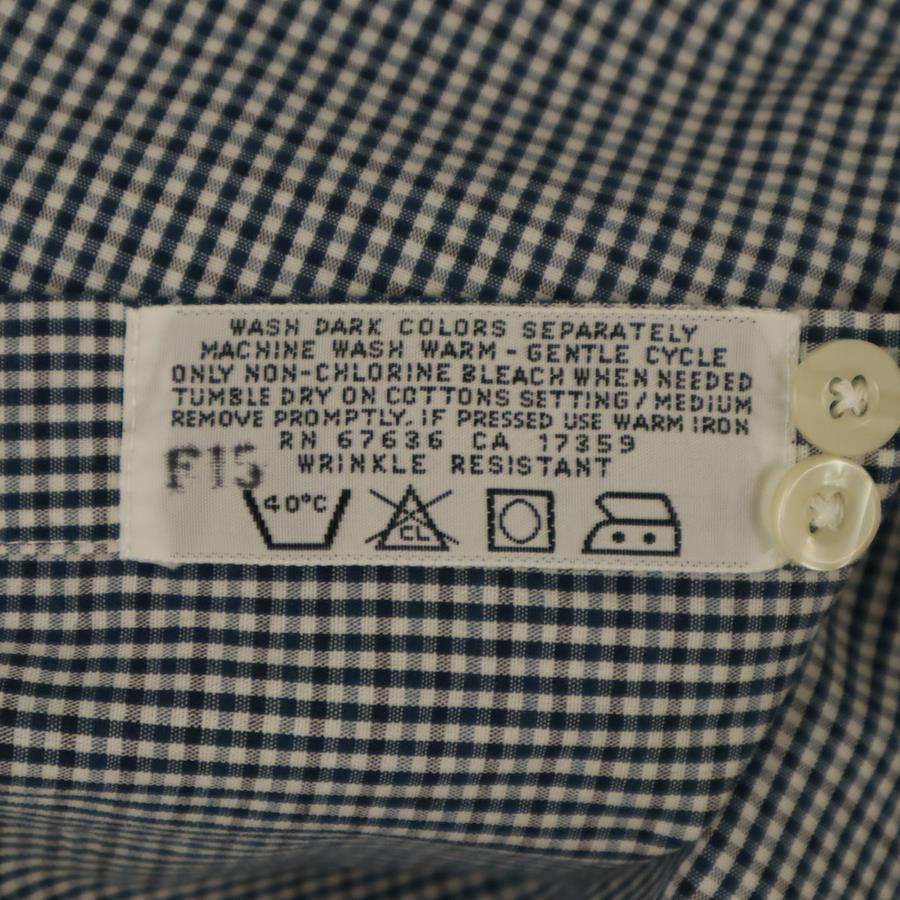 WASH DARK COLORS SEPARATELY
MACHINE WASH WARM - GENTLE CYCLE
ONLY NON-CHLORINE BLEACH WHEN NEEDED
TUMBLE DRY ON COTTONS SETTING / MEDIUM
REMOVE PROMPTLY. IF PRESSED USE WARM IRON
RN 67636 CA 17359
F15 WRINKLE RESISTANT
40°C CL